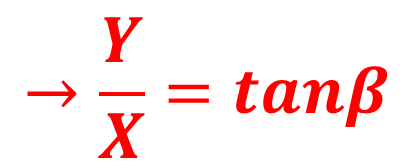 → Y/X = tanβ